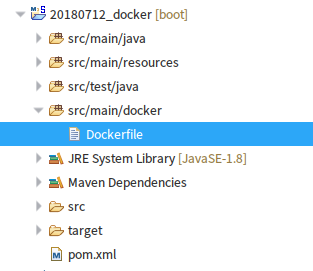 20180712_docker [boot]
src/main/java
src/main/resources
src/test/java
src/main/docker
Dockerfile
JRE System Library [JavaSE-1.8]
Maven Dependencies
src
target
pom.xml